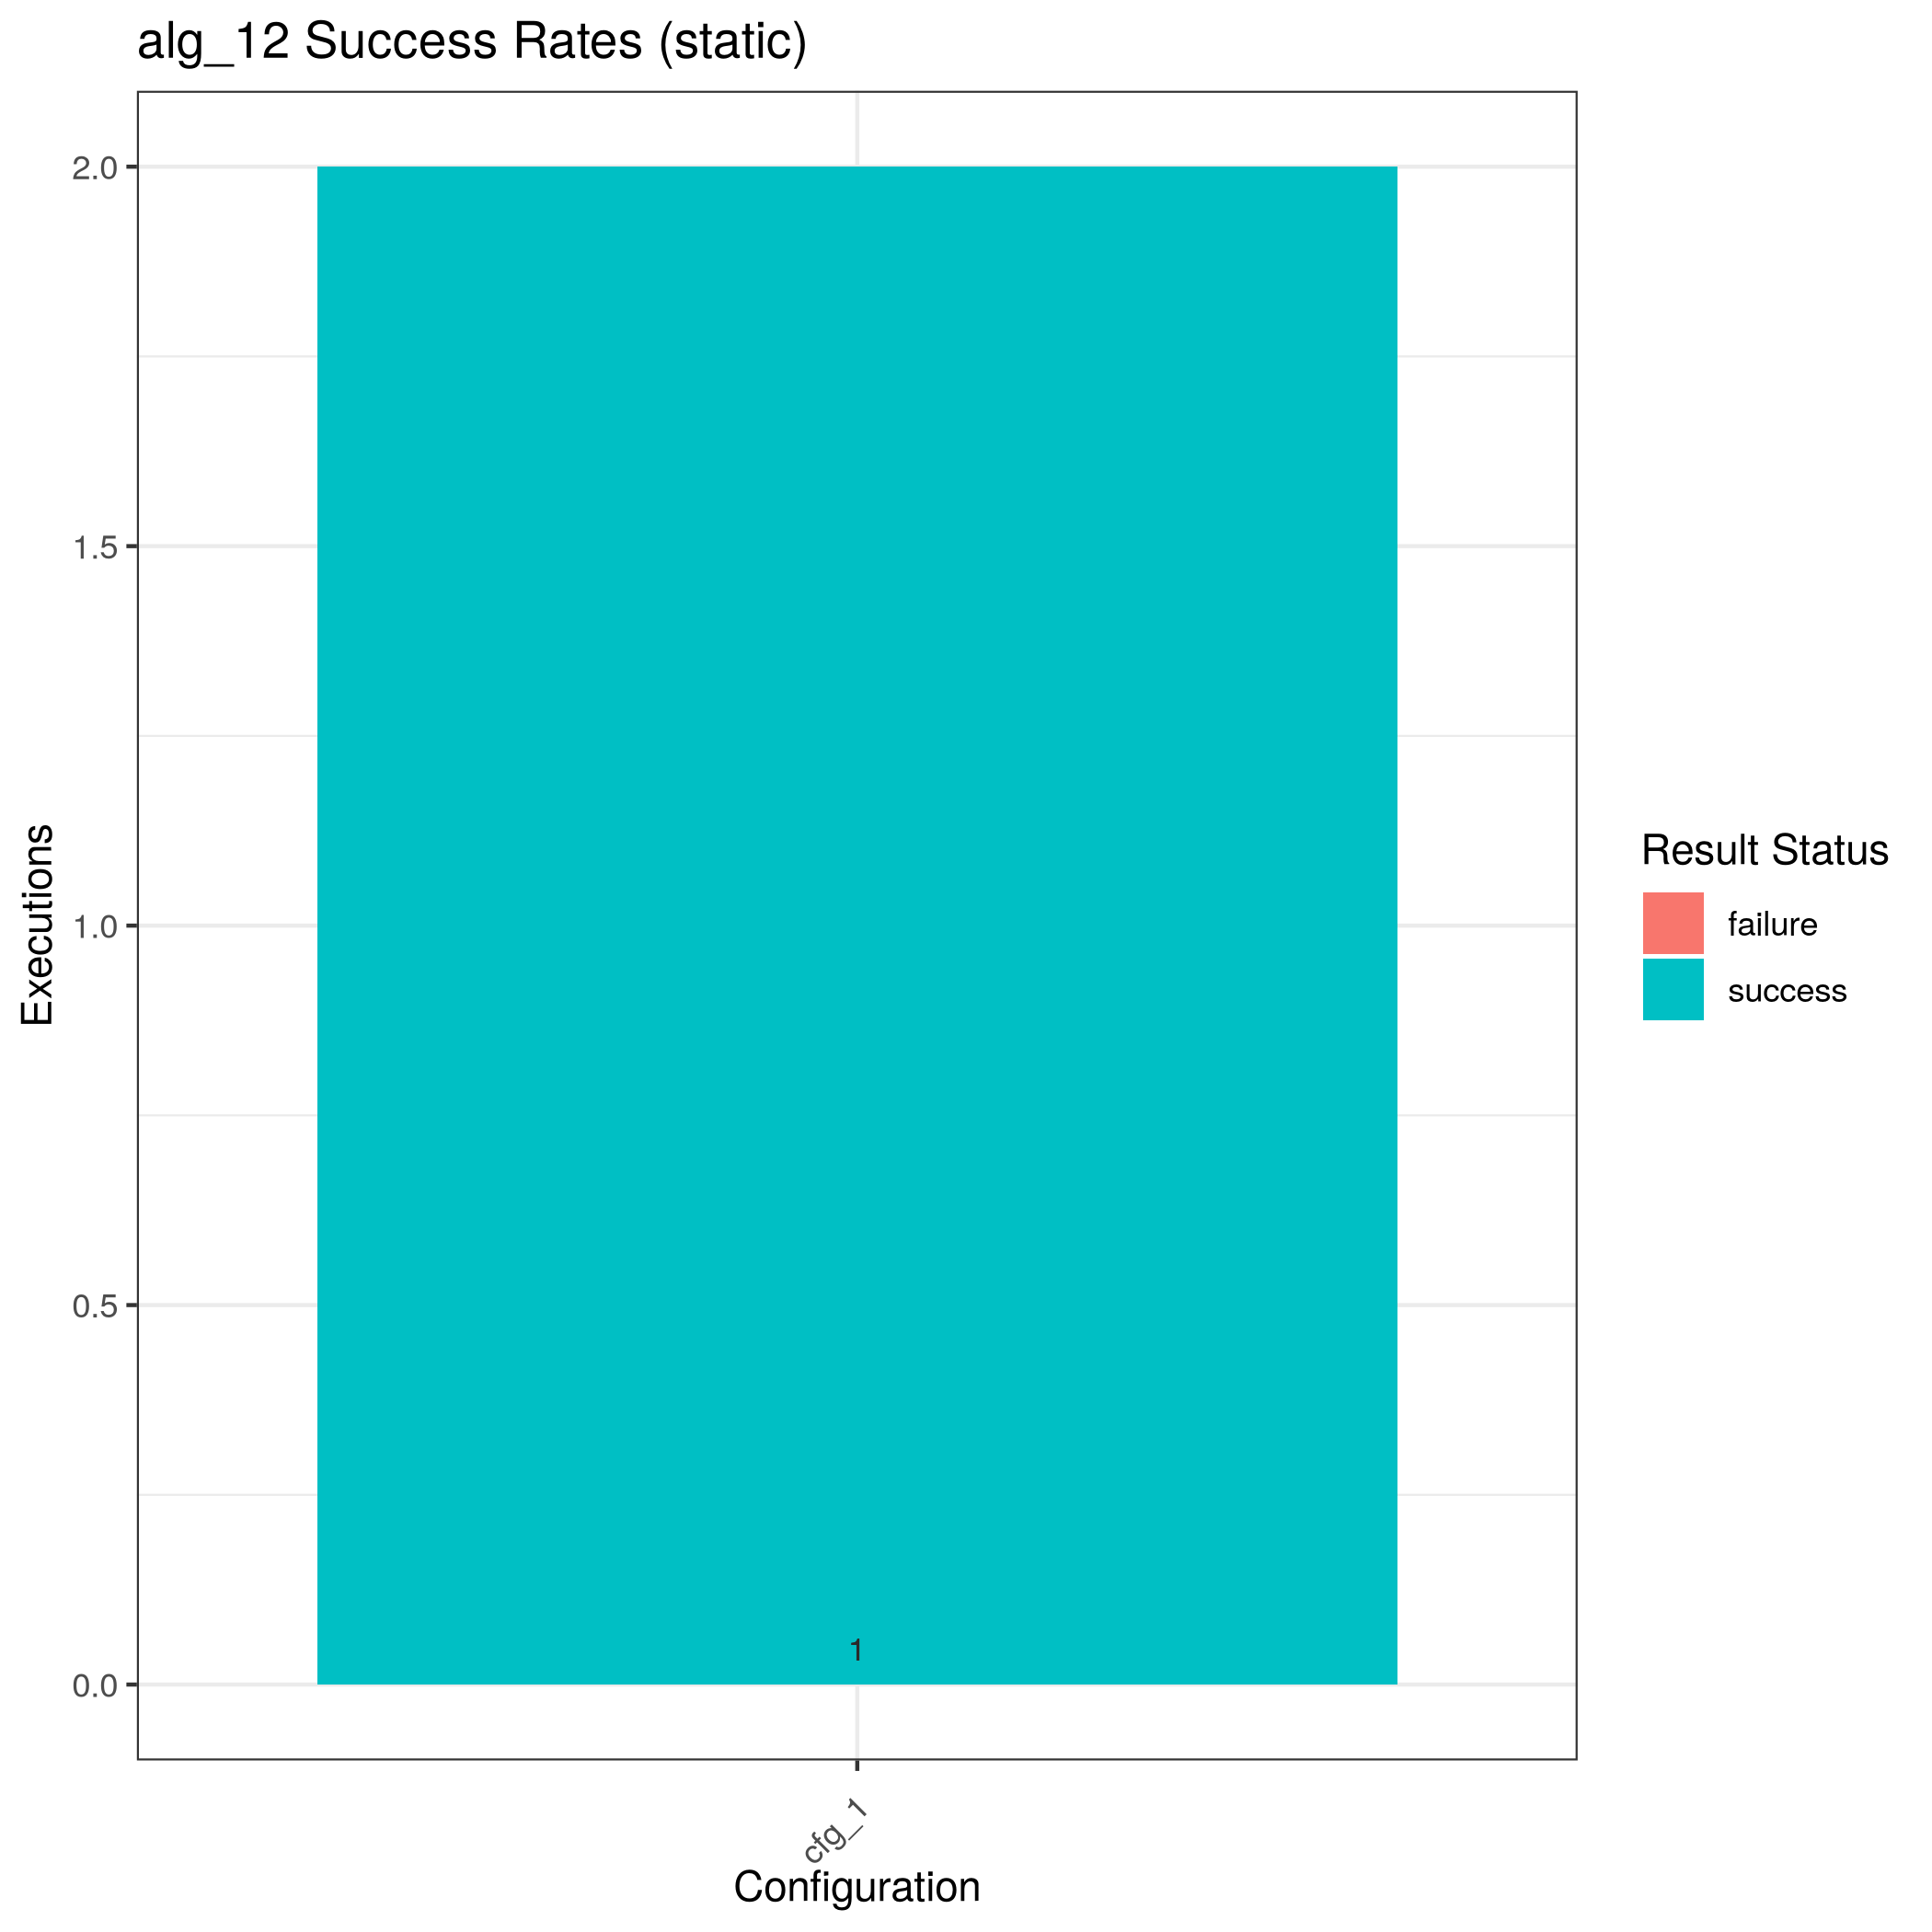 alg_12 Success Rates (static)
2.0
1.5
1.0
0.5
0.0
Executions
1
cfg_1
Configuration
Result Status
failure
success